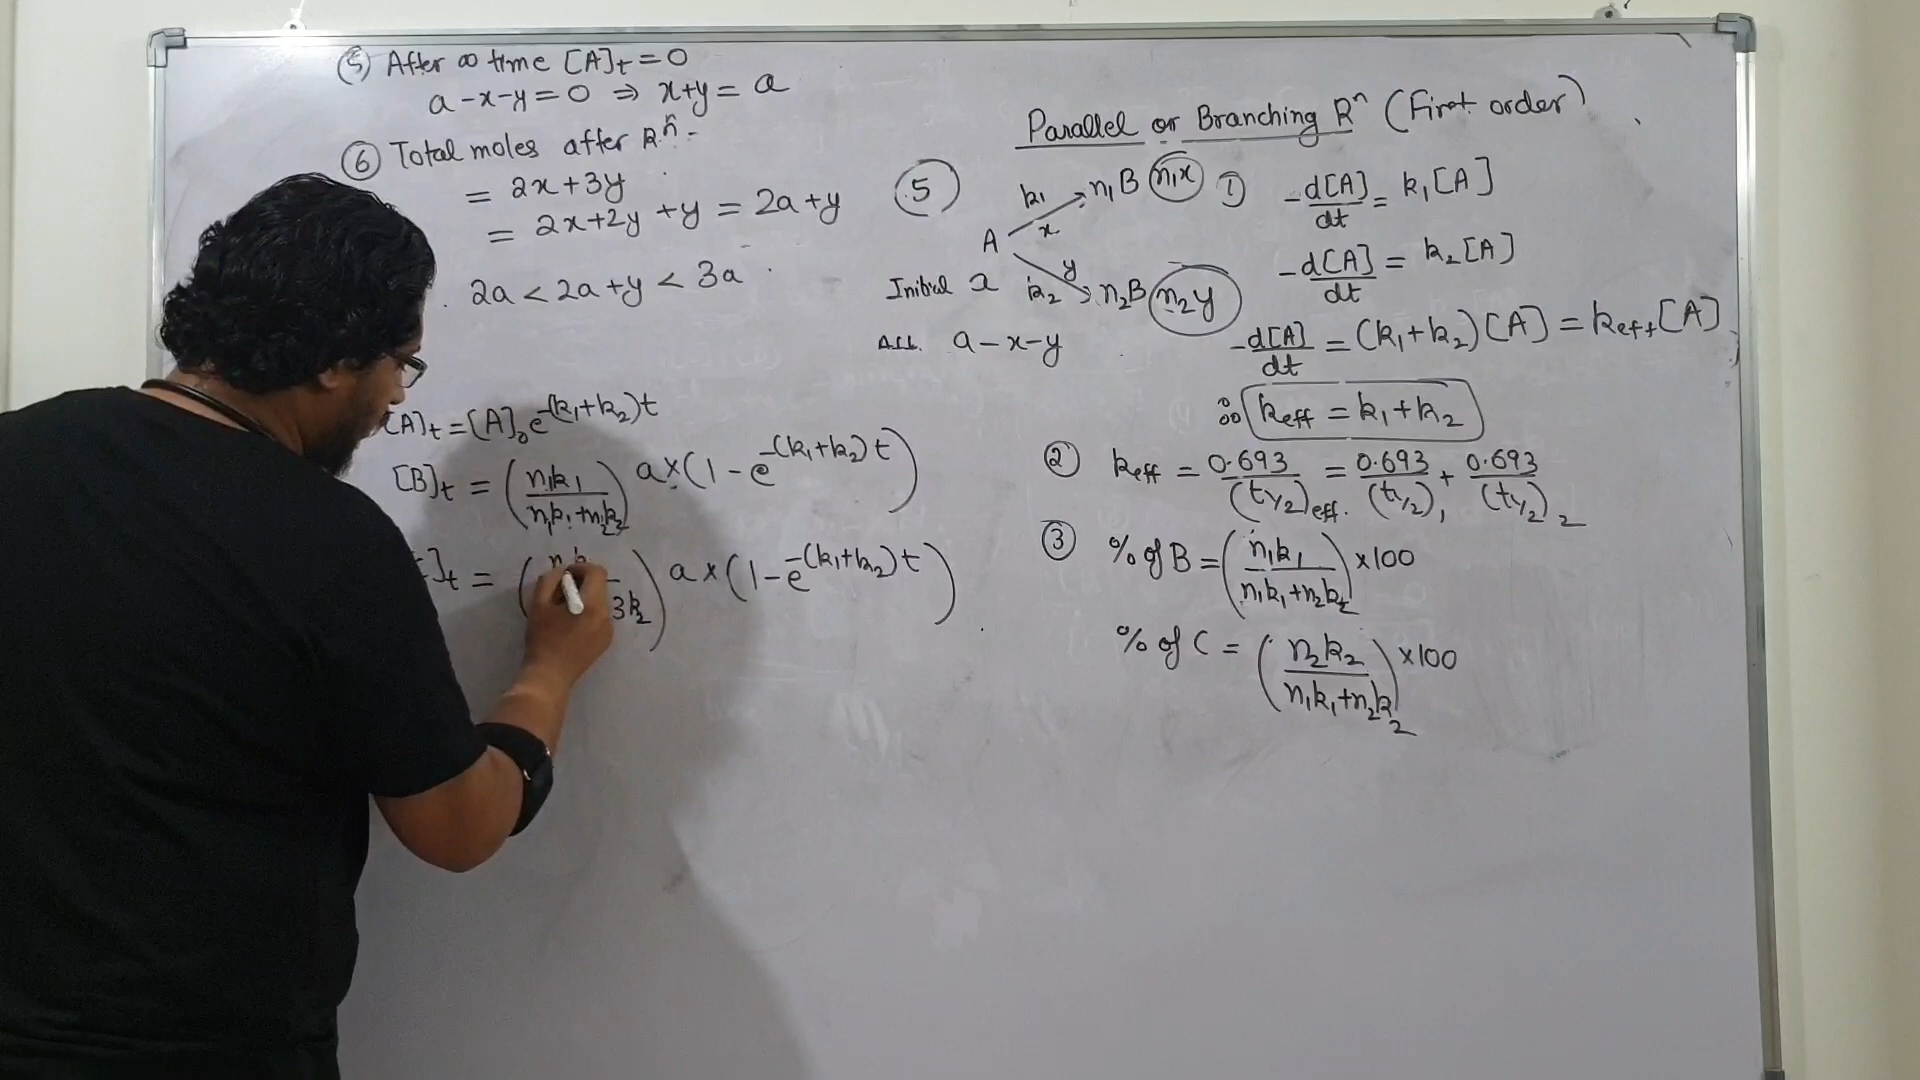 (5) After ∞ time [A]t = 0
a-x-y=0 ⇒ x+y= a
(6) Total moles after Rⁿ-
= 2x+3y
= 2x+2y +y = 2a+y
2a < 2a+y < 3a
[A]t = [A]₀e^-(k₁+k₂)t
[B]t = (n₁k₁/n₁k₁+n₂k₂) a×(1-e^-(k₁+k₂)t)
]t = ( 3k₂) a×(1-e^-(k₁+k₂)t)
Parallel or Branching Rⁿ (First order)
(5)
k₁ n₁B (n₁x)
x
A
y
Initial a k₂ n₂B (n₂y)
a-x-y
① -d[A]/dt = k₁[A]
-d[A]/dt = k₂[A]
-d[A]/dt = (k₁+k₂)[A] = keff[A]
keff = k₁+k₂
② keff = 0.693/(t½)eff. = 0.693/(t½)₁ + 0.693/(t½)₂
③ % of B = (n₁k₁/n₁k₁+n₂k₂) ×100
% of C = (n₂k₂/n₁k₁+n₂k₂) ×100